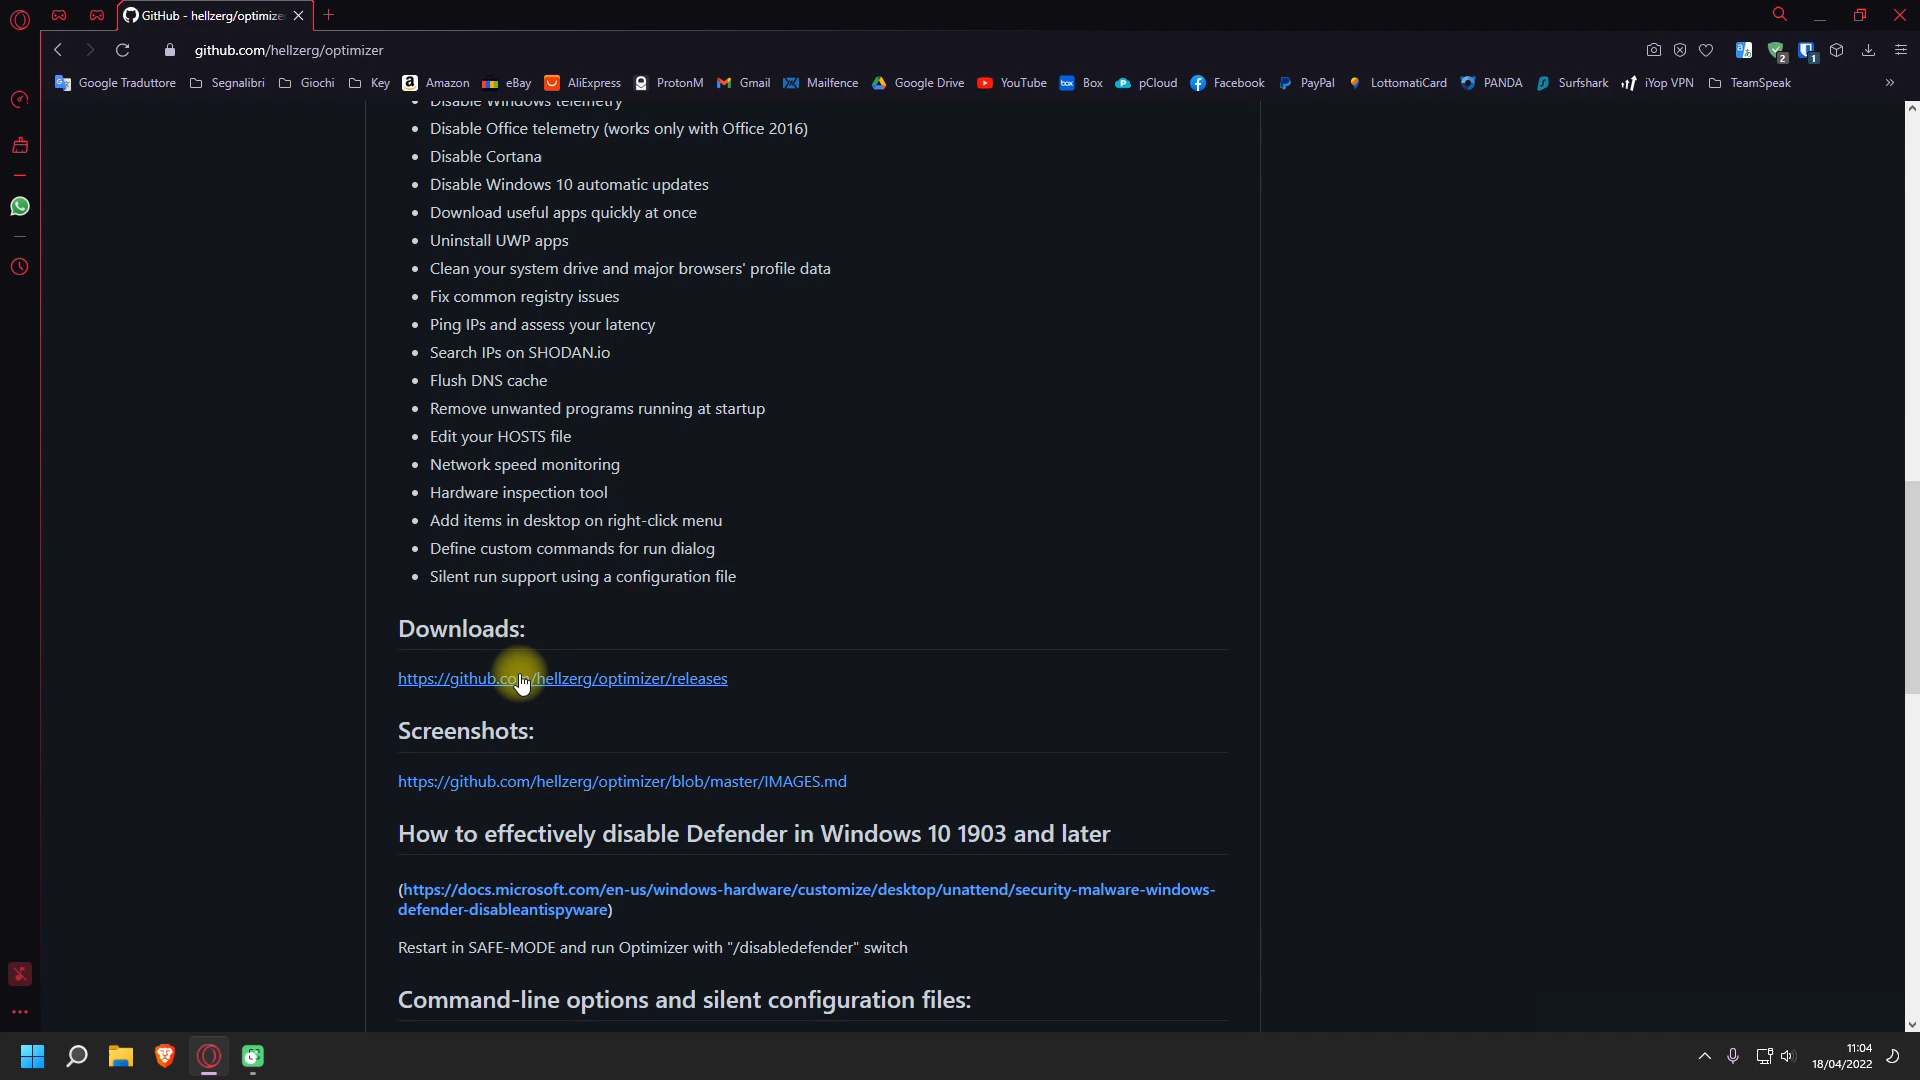 GitHub - hellzerg/optimize
github.com/hellzerg/optimizer
2
1
Google Traduttore
Segnalibri
Giochi
Key
Amazon
eBay
AliExpress
ProtonM
Gmail
Mailfence
Google Drive
YouTube
box Box
pCloud
Facebook
PayPal
LottomatiCard
PANDA
Surfshark
iYop VPN
TeamSpeak
»
• Disable Windows telemetry
• Disable Office telemetry (works only with Office 2016)
• Disable Cortana
• Disable Windows 10 automatic updates
• Download useful apps quickly at once
• Uninstall UWP apps
• Clean your system drive and major browsers' profile data
• Fix common registry issues
• Ping IPs and assess your latency
• Search IPs on SHODAN.io
• Flush DNS cache
• Remove unwanted programs running at startup
• Edit your HOSTS file
• Network speed monitoring
• Hardware inspection tool
• Add items in desktop on right-click menu
• Define custom commands for run dialog
• Silent run support using a configuration file
Downloads:
https://github.com/hellzerg/optimizer/releases
Screenshots:
https://github.com/hellzerg/optimizer/blob/master/IMAGES.md
How to effectively disable Defender in Windows 10 1903 and later
(https://docs.microsoft.com/en-us/windows-hardware/customize/desktop/unattend/security-malware-windows-
defender-disableantispyware)
Restart in SAFE-MODE and run Optimizer with "/disabledefender" switch
Command-line options and silent configuration files:
11:04
18/04/2022